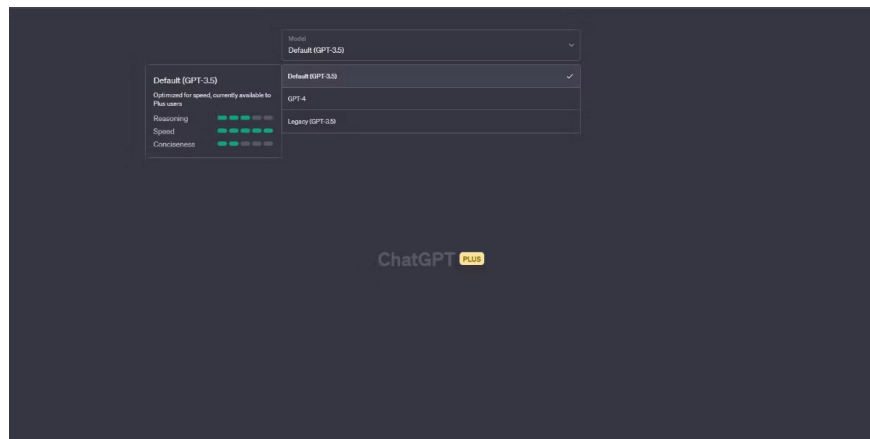 Model
Default (GPT-3.5)
Default (GPT-3.5)
Optimized for speed, currently available to
Plus users
Reasoning
Speed
Conciseness
Default (GPT-3.5)
GPT-4
Legacy (GPT-3.5)
ChatGPT PLUS